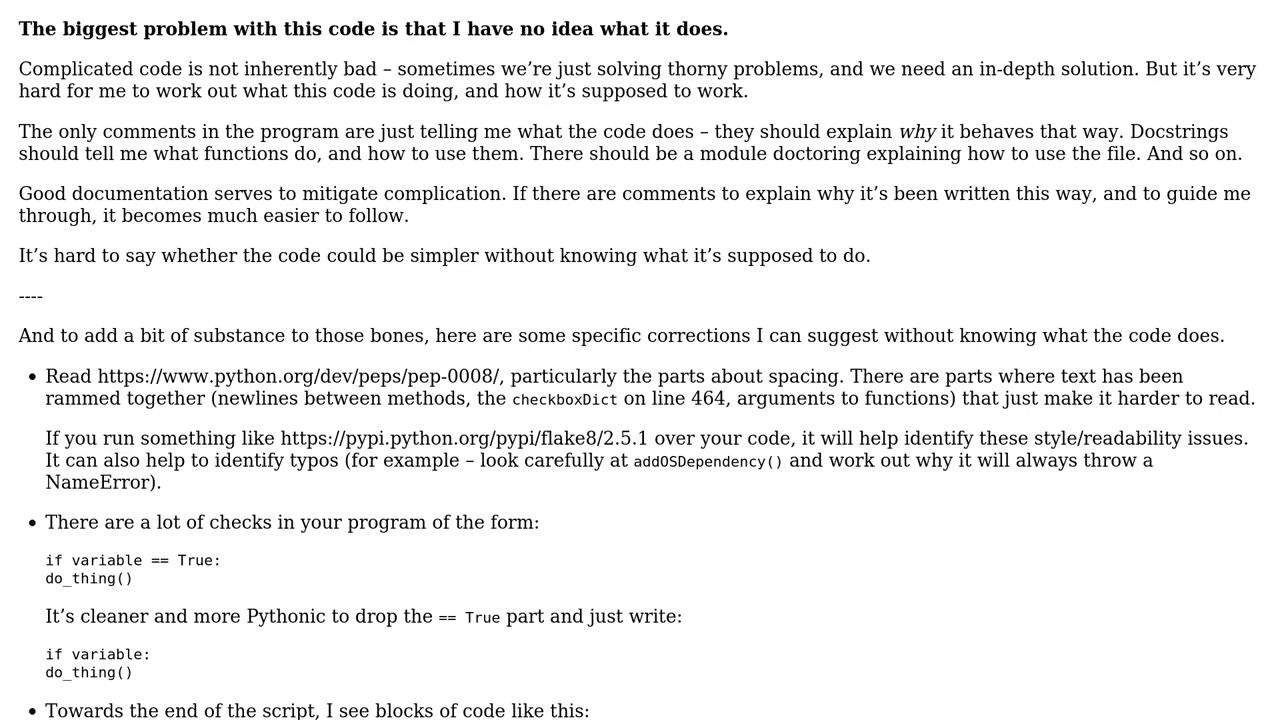 The biggest problem with this code is that I have no idea what it does.
Complicated code is not inherently bad – sometimes we’re just solving thorny problems, and we need an in-depth solution. But it’s very
hard for me to work out what this code is doing, and how it’s supposed to work.
The only comments in the program are just telling me what the code does – they should explain why it behaves that way. Docstrings
should tell me what functions do, and how to use them. There should be a module doctoring explaining how to use the file. And so on.
Good documentation serves to mitigate complication. If there are comments to explain why it’s been written this way, and to guide me
through, it becomes much easier to follow.
It’s hard to say whether the code could be simpler without knowing what it’s supposed to do.
----
And to add a bit of substance to those bones, here are some specific corrections I can suggest without knowing what the code does.
• Read https://www.python.org/dev/peps/pep-0008/, particularly the parts about spacing. There are parts where text has been
rammed together (newlines between methods, the checkboxDict on line 464, arguments to functions) that just make it harder to read.
If you run something like https://pypi.python.org/pypi/flake8/2.5.1 over your code, it will help identify these style/readability issues.
It can also help to identify typos (for example – look carefully at addOSDependency() and work out why it will always throw a
NameError).
• There are a lot of checks in your program of the form:
if variable == True:
do_thing()
It’s cleaner and more Pythonic to drop the == True part and just write:
if variable:
do_thing()
• Towards the end of the script, I see blocks of code like this: